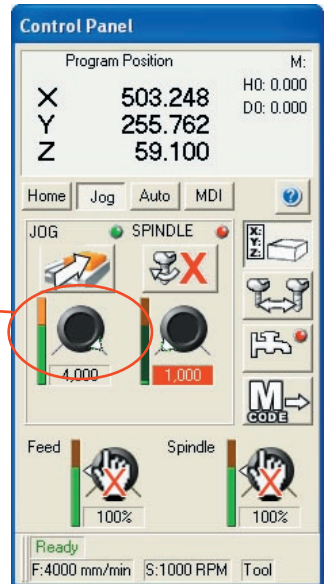 Control Panel
Program Position M:
X 503.248 H0: 0.000
Y 255.762 D0: 0.000
Z 59.100
Home Jog Auto MDI ?
JOG SPINDLE X: Y: Z:
4,000 1,000
M CODE
Feed Spindle
100% 100%
Ready
F:4000 mm/min S:1000 RPM Tool